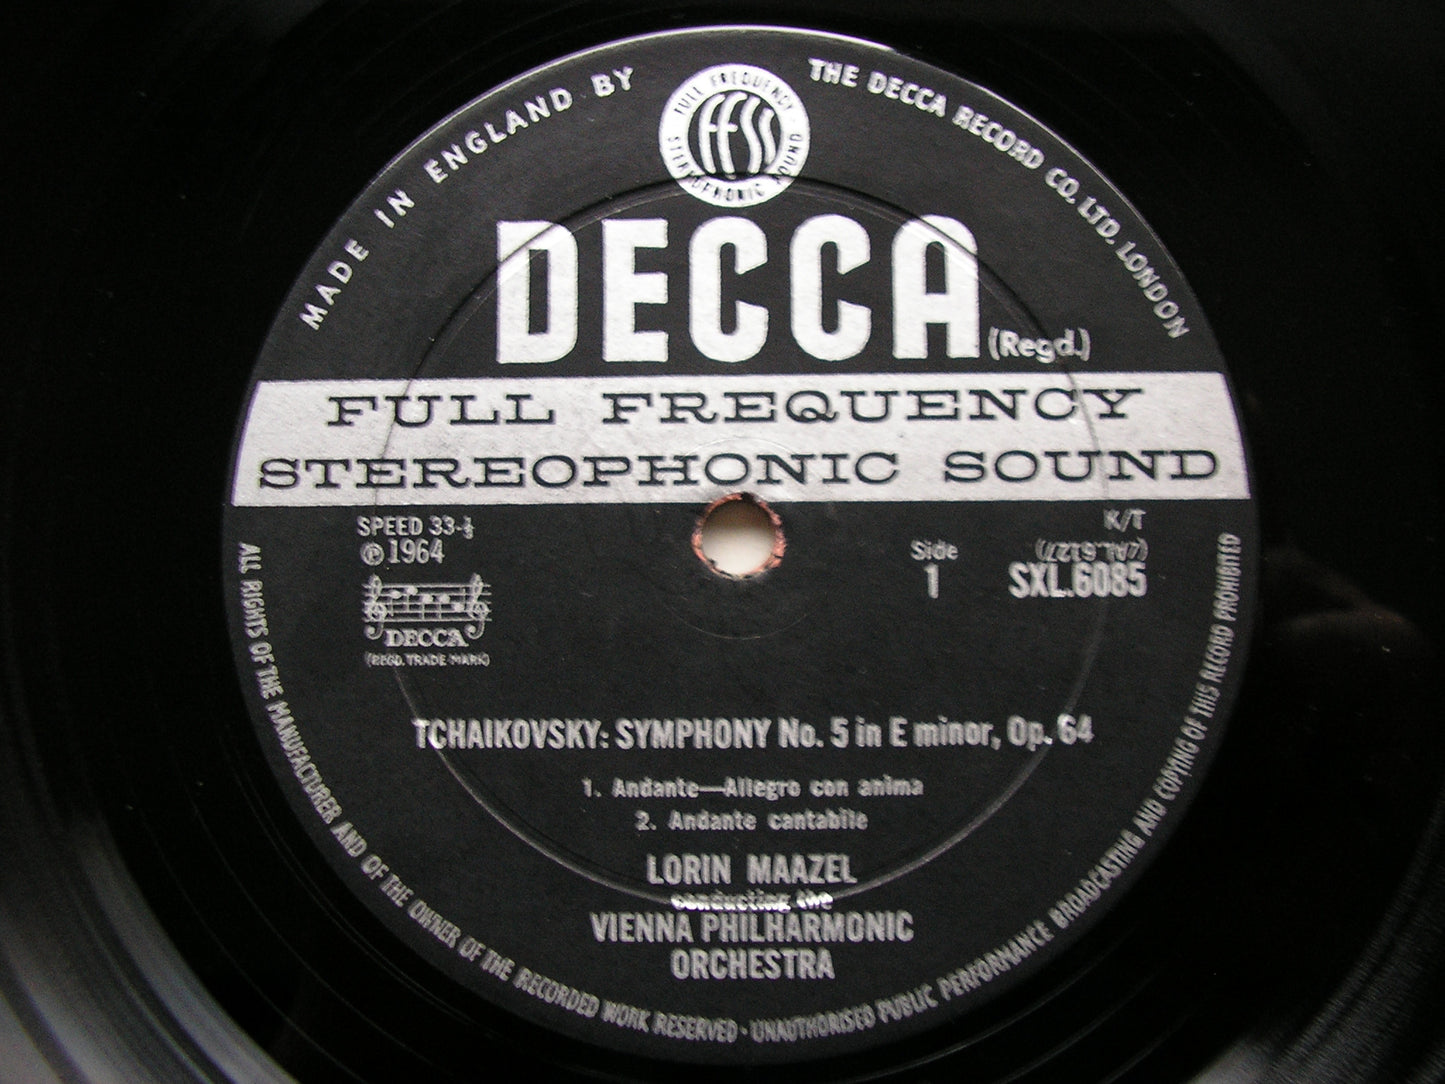 MADE IN ENGLAND BY
THE DECCA RECORD CO. LTD. LONDON
FULL FREQUENCY
FFSS
STEREOPHONIC SOUND
DECCA
(Regd.)
FULL FREQUENCY
STEREOPHONIC SOUND
SPEED 33-⅓
℗1964
DECCA
(REGD. TRADE MARK)
Side
1
K/T
(7AL.6127)
SXL.6085
TCHAIKOVSKY: SYMPHONY No. 5 in E minor, Op. 64
1. Andante—Allegro con anima
2. Andante cantabile
LORIN MAAZEL
conducting the
VIENNA PHILHARMONIC
ORCHESTRA
ALL RIGHTS OF THE MANUFACTURER AND OF THE OWNER OF THE RECORDED WORK RESERVED · UNAUTHORISED PUBLIC PERFORMANCE BROADCASTING AND COPYING OF THIS RECORD PROHIBITED